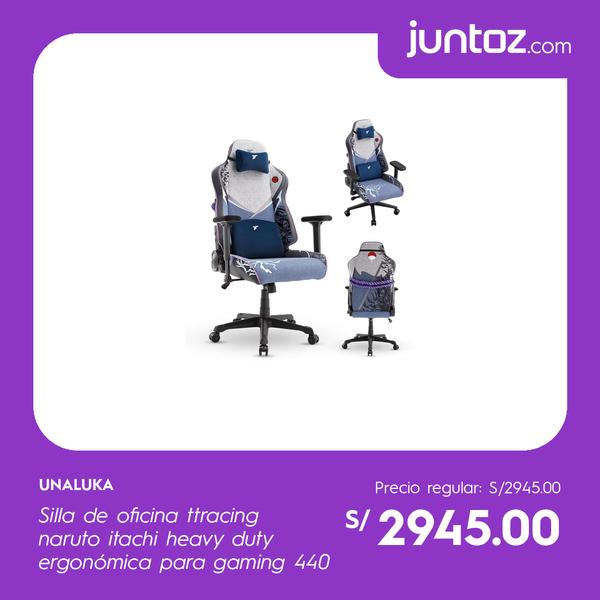 juntoz.com
UNALUKA
Silla de oficina ttracing
naruto itachi heavy duty
ergonómica para gaming 440
Precio regular: S/2945.00
S/ 2945.00